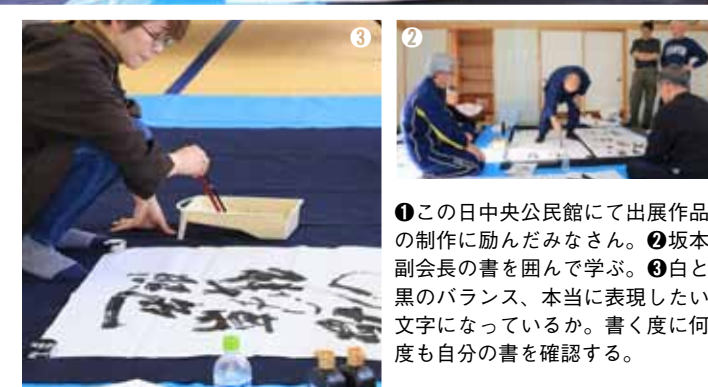 ❸
❷
❶この日中央公民館にて出展作品
の制作に励んだみなさん。❷坂本
副会長の書を囲んで学ぶ。❸白と
黒のバランス、本当に表現したい
文字になっているか。書く度に何
度も自分の書を確認する。